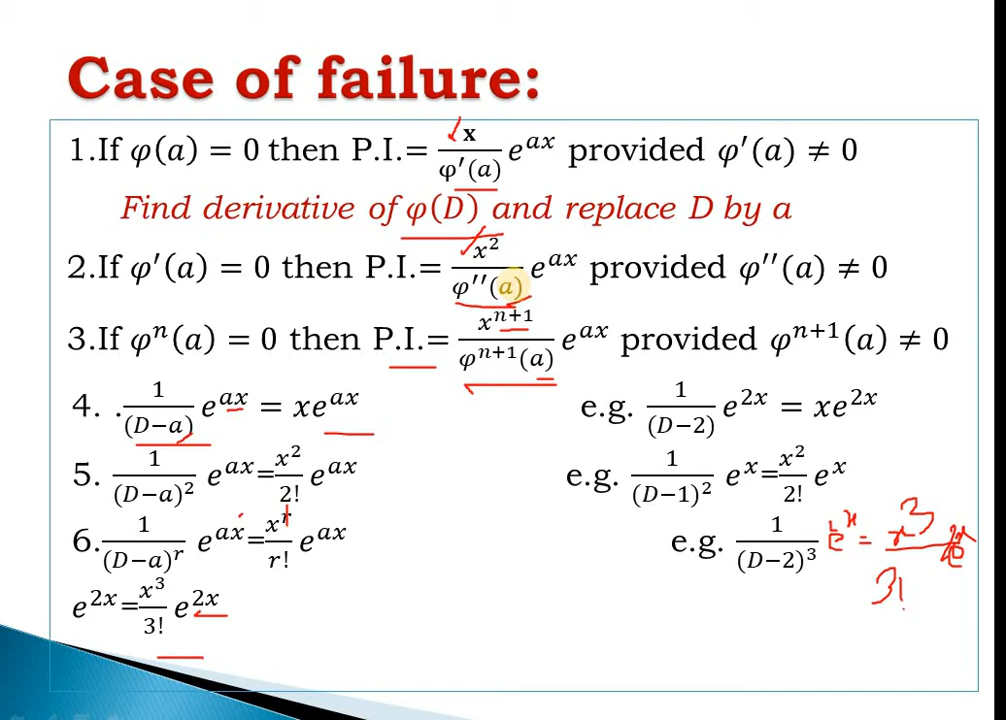 Case of failure:
1.If φ(a) = 0 then P.I.= x/φ′(a) e^{ax} provided φ′(a) ≠ 0
Find derivative of φ(D) and replace D by a
2.If φ′(a) = 0 then P.I.= x²/φ′′(a) e^{ax} provided φ′′(a) ≠ 0
3.If φⁿ(a) = 0 then P.I.= x^{n+1}/φ^{n+1}(a) e^{ax} provided φ^{n+1}(a) ≠ 0
4. .1/(D−a) e^{ax} = xe^{ax} e.g. 1/(D−2) e^{2x} = xe^{2x}
5. 1/(D−a)² e^{ax}=x²/2! e^{ax} e.g. 1/(D−1)² e^x=x²/2! e^x
6.1/(D−a)^r e^{ax}=x^r/r! e^{ax} e.g. 1/(D−2)³ = x³/3!
e^{2x}=x³/3! e^{2x}